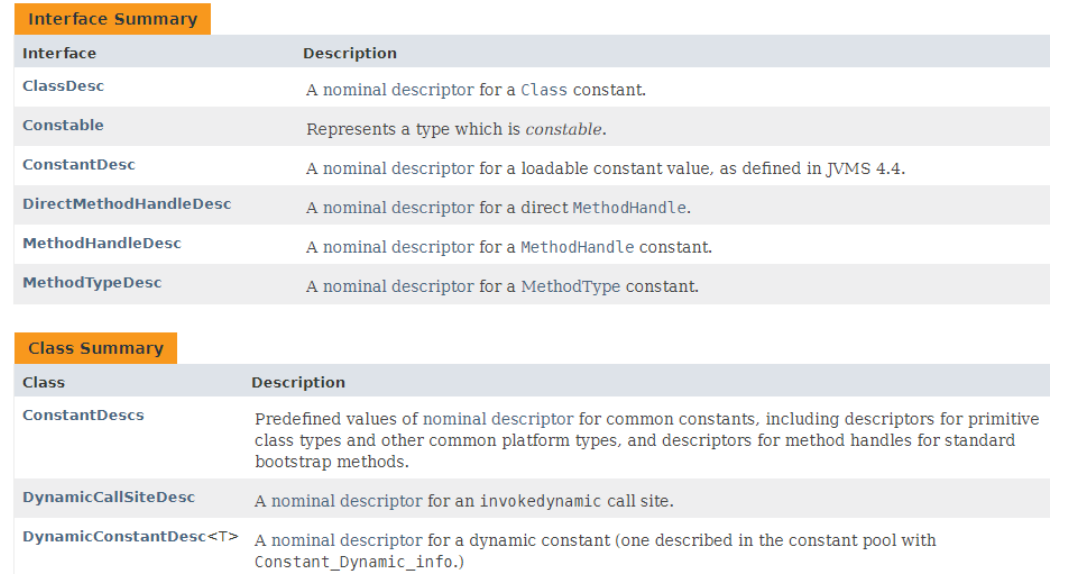 Interface Summary
Interface Description
ClassDesc A nominal descriptor for a Class constant.
Constable Represents a type which is constable.
ConstantDesc A nominal descriptor for a loadable constant value, as defined in JVMS 4.4.
DirectMethodHandleDesc A nominal descriptor for a direct MethodHandle.
MethodHandleDesc A nominal descriptor for a MethodHandle constant.
MethodTypeDesc A nominal descriptor for a MethodType constant.
Class Summary
Class Description
ConstantDescs Predefined values of nominal descriptor for common constants, including descriptors for primitive
class types and other common platform types, and descriptors for method handles for standard
bootstrap methods.
DynamicCallSiteDesc A nominal descriptor for an invokedynamic call site.
DynamicConstantDesc<T> A nominal descriptor for a dynamic constant (one described in the constant pool with
Constant_Dynamic_info.)